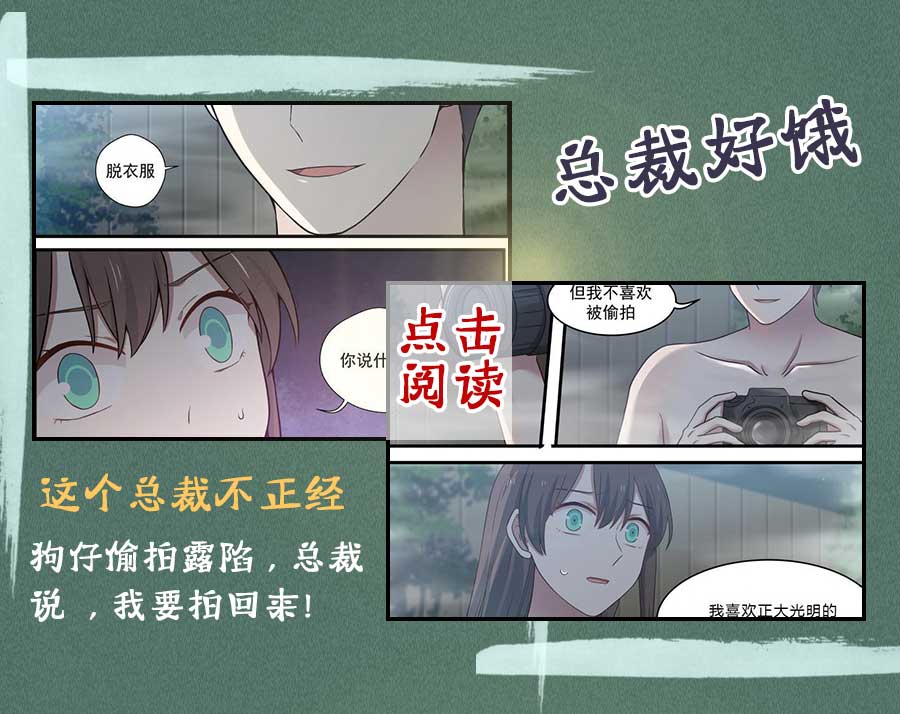 总裁好饿
脱衣服
你说什
点击
阅读
但我不喜欢
被偷拍
我喜欢正大光明的
这个总裁不正经
狗仔偷拍露陷，总裁
说 ，我要拍回来!